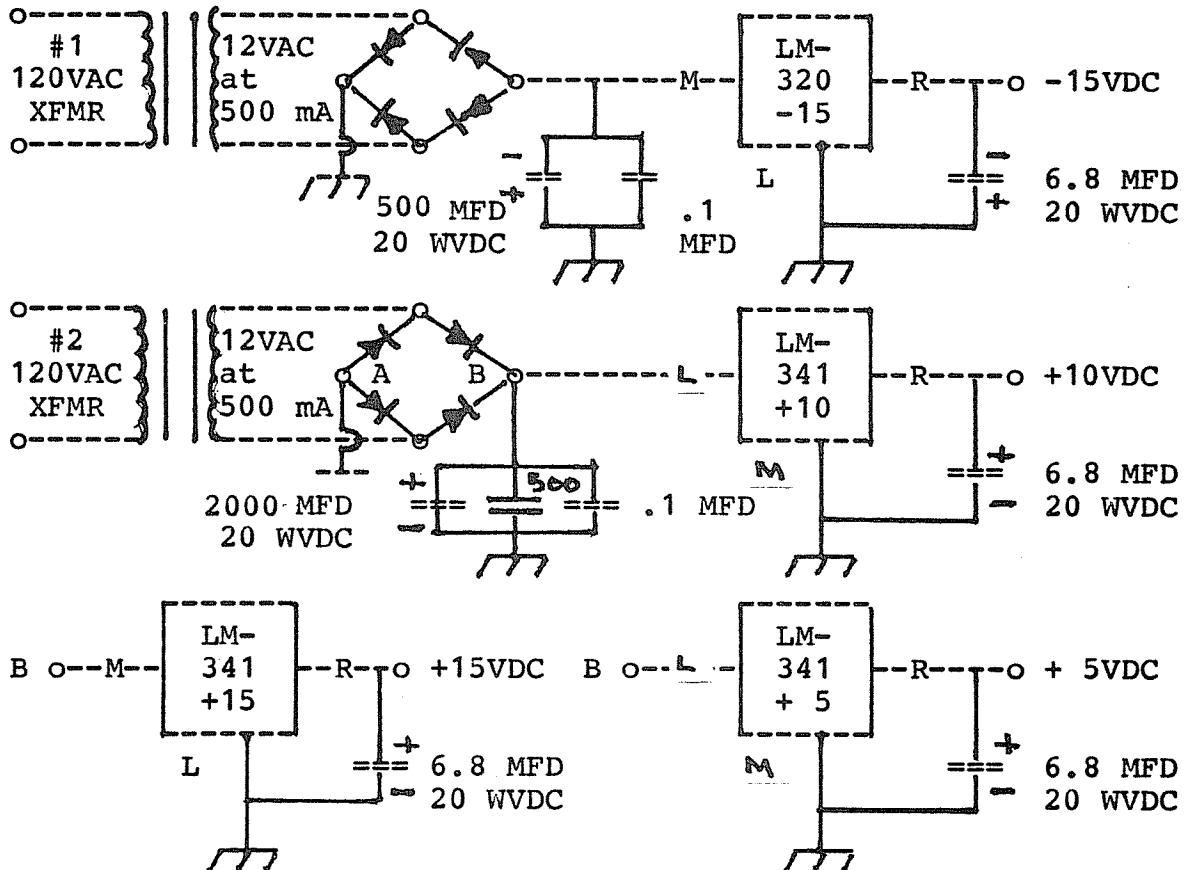 #1
120VAC
XFMR
12VAC
at
500 mA
- 
+
500 MFD
20 WVDC
.1
MFD
M
LM-
320
-15
L
R
-15VDC
-
+
6.8 MFD
20 WVDC
#2
120VAC
XFMR
12VAC
at
500 mA
A
B
+
-
2000 MFD
20 WVDC
500
.1 MFD
L
LM-
341
+10
M
R
+10VDC
+
-
6.8 MFD
20 WVDC
B
M
LM-
341
+15
L
R
+15VDC
+
-
6.8 MFD
20 WVDC
B
L
LM-
341
+ 5
M
R
+ 5VDC
+
-
6.8 MFD
20 WVDC